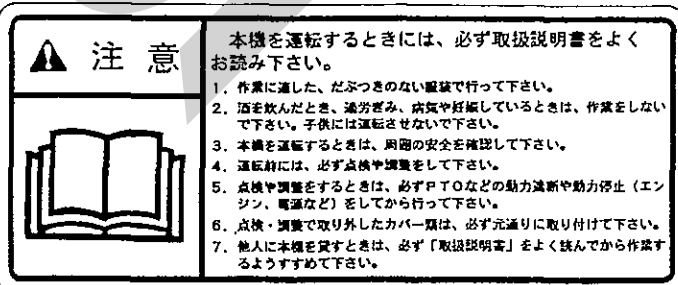 注 意
本機を運転するときには、必ず取扱説明書をよく
お読み下さい。
1. 作業に適した、だぶつきのない服装で行って下さい。
2. 酒を飲んだとき、過労ぎみ、病気や妊娠しているときは、作業をしない
で下さい。子供には運転させないで下さい。
3. 本機を運転するときは、周囲の安全を確認して下さい。
4. 運転前には、必ず点検や調整をして下さい。
5. 点検や調整をするときは、必ずPTOなどの動力遮断や動力停止（エン
ジン、電源など）をしてから行って下さい。
6. 点検・調整で取り外したカバー類は、必ず元通りに取り付けて下さい。
7. 他人に本機を貸すときは、必ず「取扱説明書」をよく読んでから作業す
るようすすめて下さい。